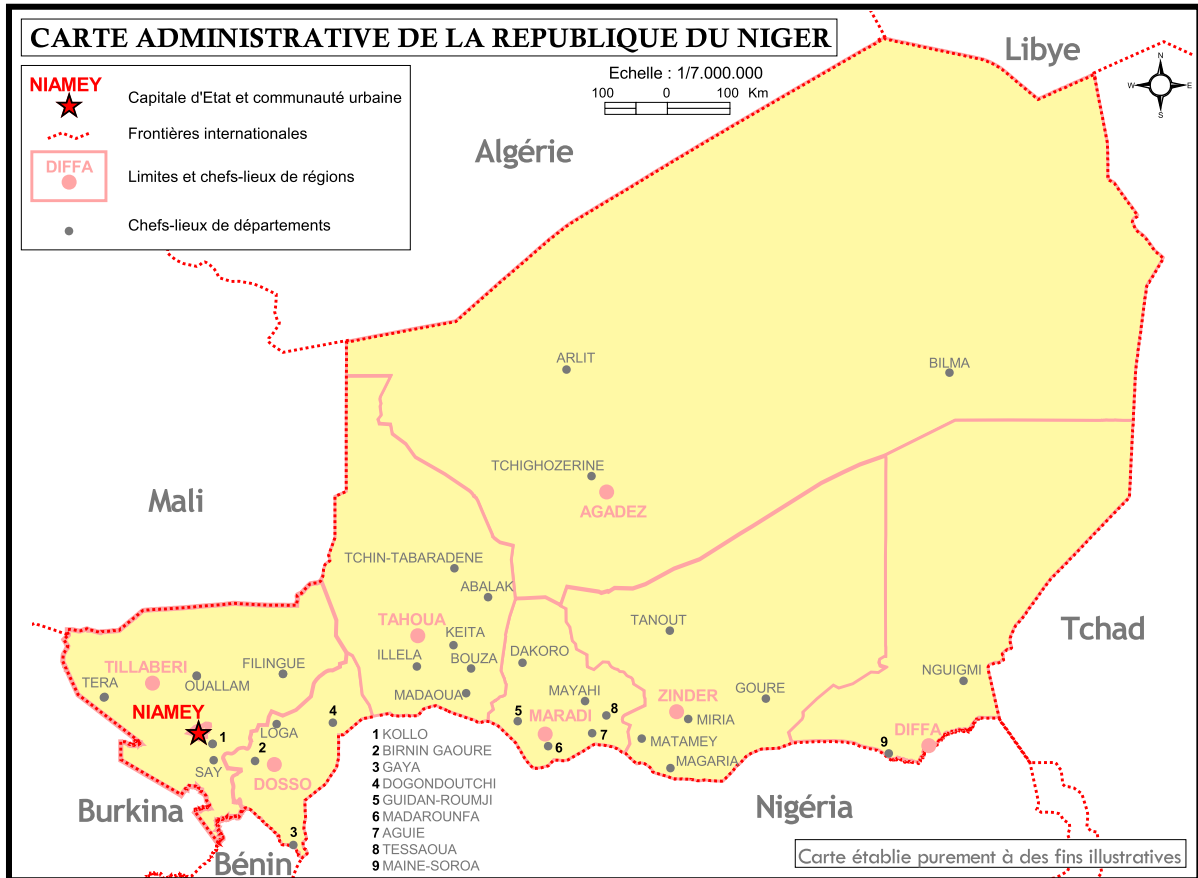 CARTE ADMINISTRATIVE DE LA REPUBLIQUE DU NIGER
Libye
NIAMEY
Capitale d'Etat et communauté urbaine
Frontières internationales
DIFFA
Limites et chefs-lieux de régions
Chefs-lieux de départements
Echelle : 1/7.000.000
100 0 100 Km
N
W E
S
Algérie
ARLIT
BILMA
TCHIGHOZERINE
AGADEZ
Mali
TCHIN-TABARADENE
ABALAK
TAHOUA
KEITA
ILLELA
BOUZA
MADAOUA
TANOUT
DAKORO
Tchad
TILLABERI
FILINGUE
TERA
OUALLAM
NIAMEY
MAYAHI
GOURE
NGUIGMI
ZINDER
MARADI
MIRIA
DIFFA
LOGA
4
5
8
1
2
6
7
MATAMEY
9
SAY
MAGARIA
DOSSO
1 KOLLO
2 BIRNIN GAOURE
3 GAYA
4 DOGONDOUTCHI
5 GUIDAN-ROUMJI
6 MADAROUNFA
7 AGUIE
8 TESSAOUA
9 MAINE-SOROA
Burkina
3
Bénin
Nigéria
Carte établie purement à des fins illustratives